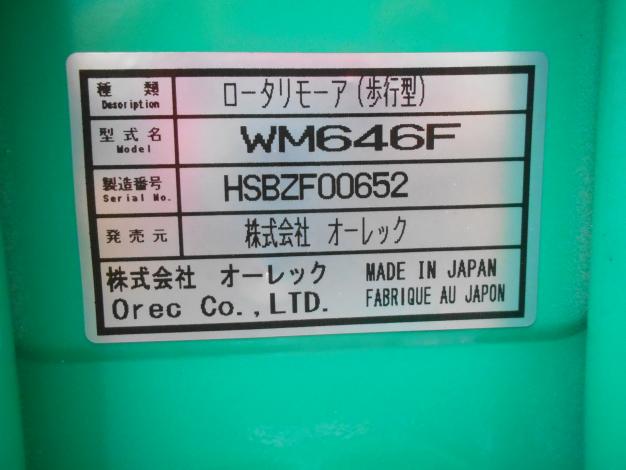 種 類 ロータリモーア(歩行型)
Description
型式名 WM646F
Model
製造番号 HSBZF00652
Serial No.
発売元 株式会社 オーレック
株式会社 オーレック MADE IN JAPAN
Orec Co.,LTD. FABRIQUE AU JAPON